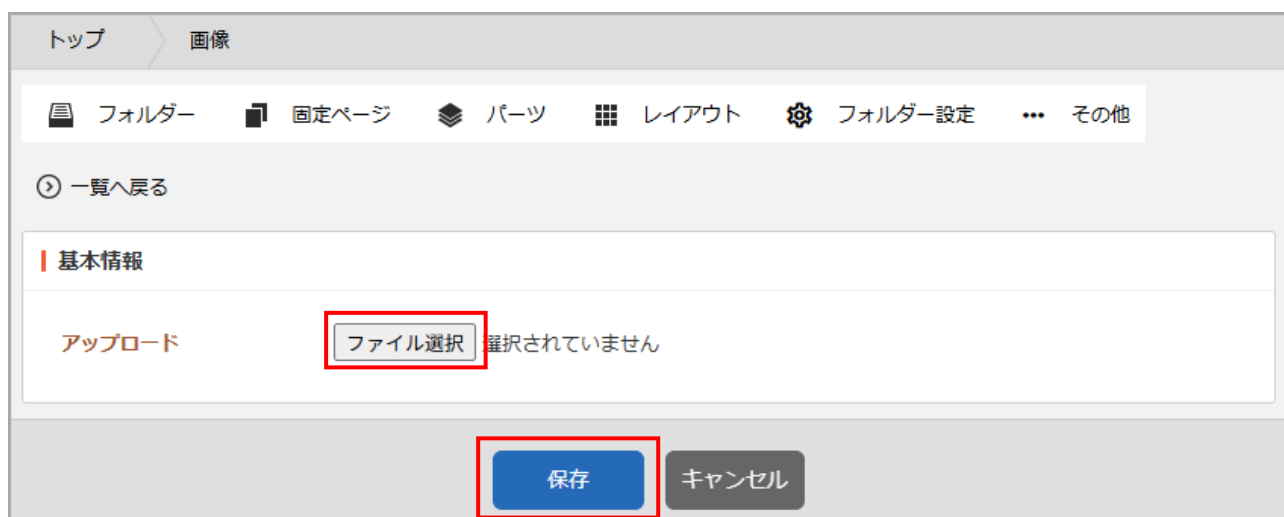 トップ 画像
フォルダー 固定ページ パーツ レイアウト フォルダー設定 その他
一覧へ戻る
基本情報
アップロード ファイル選択 選択されていません
保存 キャンセル